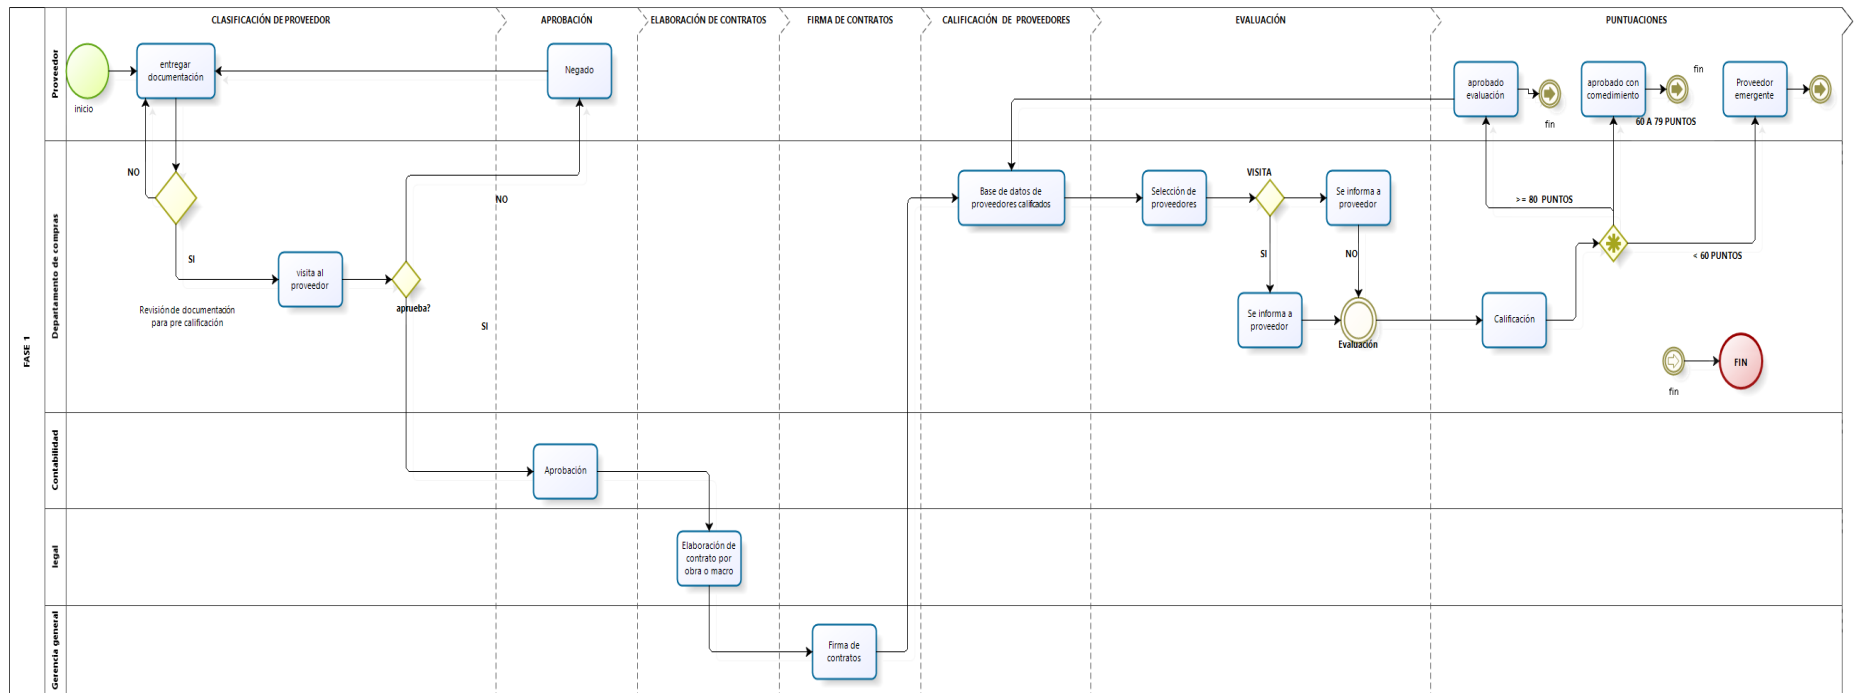 CLASIFICACIÓN DE PROVEEDOR
APROBACIÓN
ELABORACIÓN DE CONTRATOS
FIRMA DE CONTRATOS
CALIFICACIÓN DE PROVEEDORES
EVALUACIÓN
PUNTUACIONES
FASE 1
Proveedor
inicio
entregar
documentación
Negado
aprobado
evaluación
fin
aprobado con
comedimiento
fin
60 A 79 PUNTOS
Proveedor
emergente
Departamento de compras
NO
SI
Revisión de documentación
para pre calificación
visita al
proveedor
aprueba?
NO
SI
Base de datos de
proveedores calificados
Selección de
proveedores
VISITA
Se informa a
proveedor
SI
NO
Se informa a
proveedor
Evaluación
Calificación
>= 80 PUNTOS
< 60 PUNTOS
fin
FIN
Contabilidad
Aprobación
legal
Elaboración de
contrato por
obra o macro
Gerencia general
Firma de
contratos